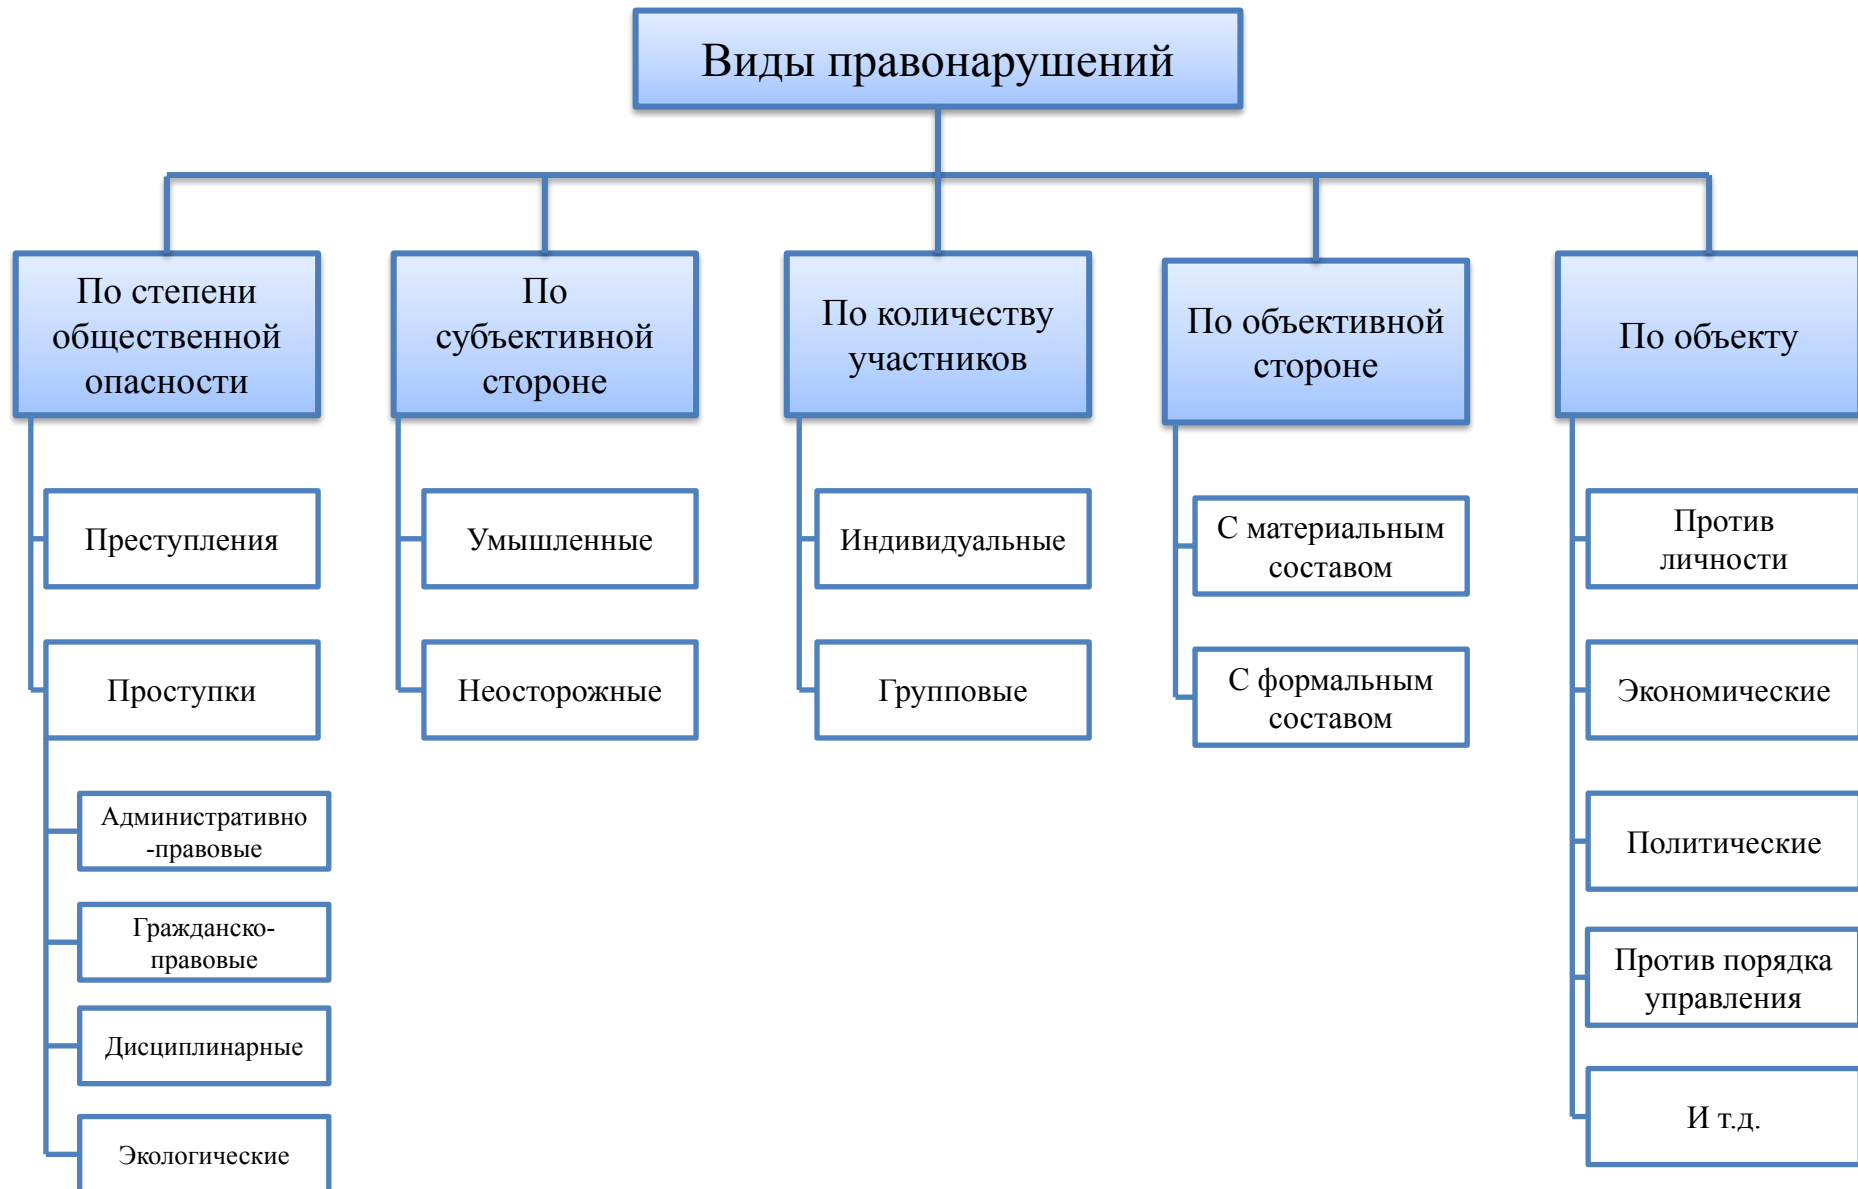 Виды правонарушений
По степени
общественной
опасности
Преступления
Проступки
Административно
-правовые
Гражданско-
правовые
Дисциплинарные
Экологические
По
субъективной
стороне
Умышленные
Неосторожные
По количеству
участников
Индивидуальные
Групповые
По объективной
стороне
С материальным
составом
С формальным
составом
По объекту
Против
личности
Экономические
Политические
Против порядка
управления
И т.д.